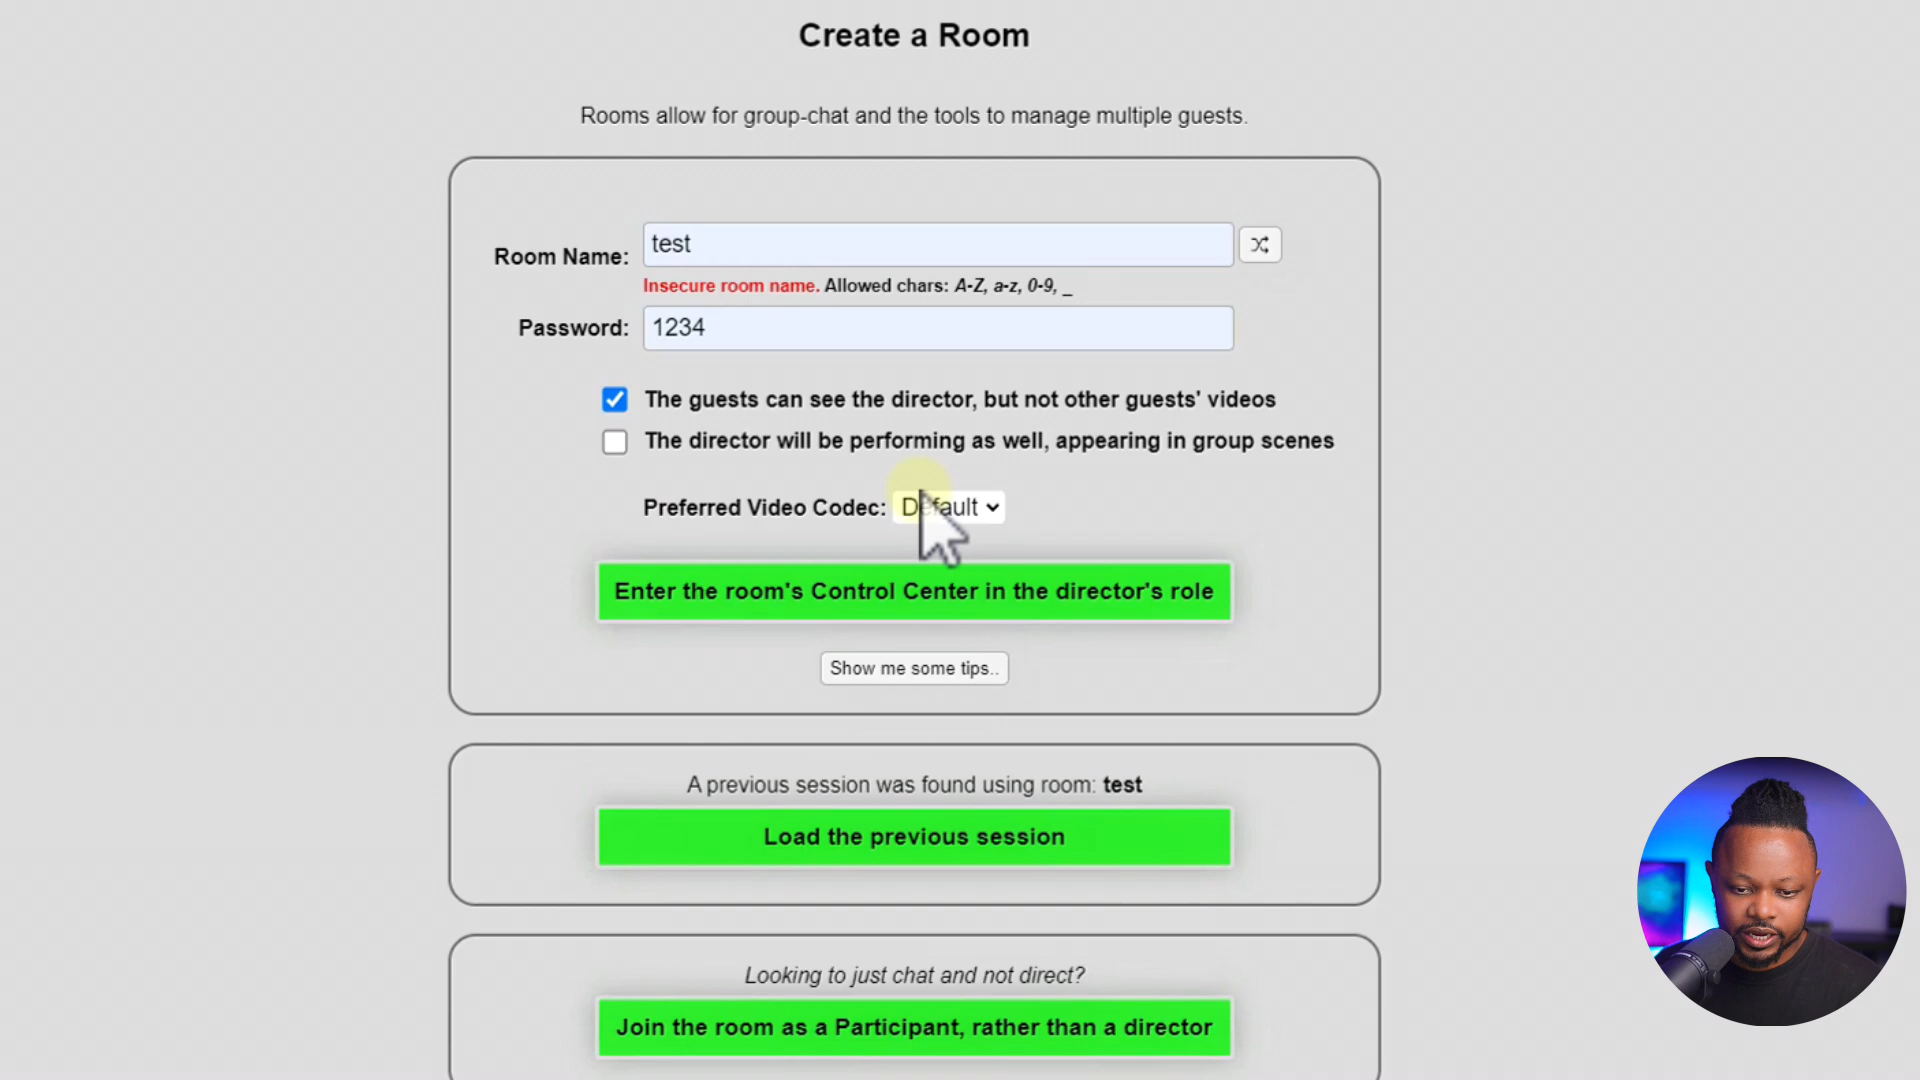 Create a Room
Rooms allow for group-chat and the tools to manage multiple guests.
Room Name: test
Insecure room name. Allowed chars: A-Z, a-z, 0-9, _
Password: 1234
The guests can see the director, but not other guests' videos
The director will be performing as well, appearing in group scenes
Preferred Video Codec: Default
Enter the room's Control Center in the director's role
Show me some tips..
A previous session was found using room: test
Load the previous session
Looking to just chat and not direct?
Join the room as a Participant, rather than a director